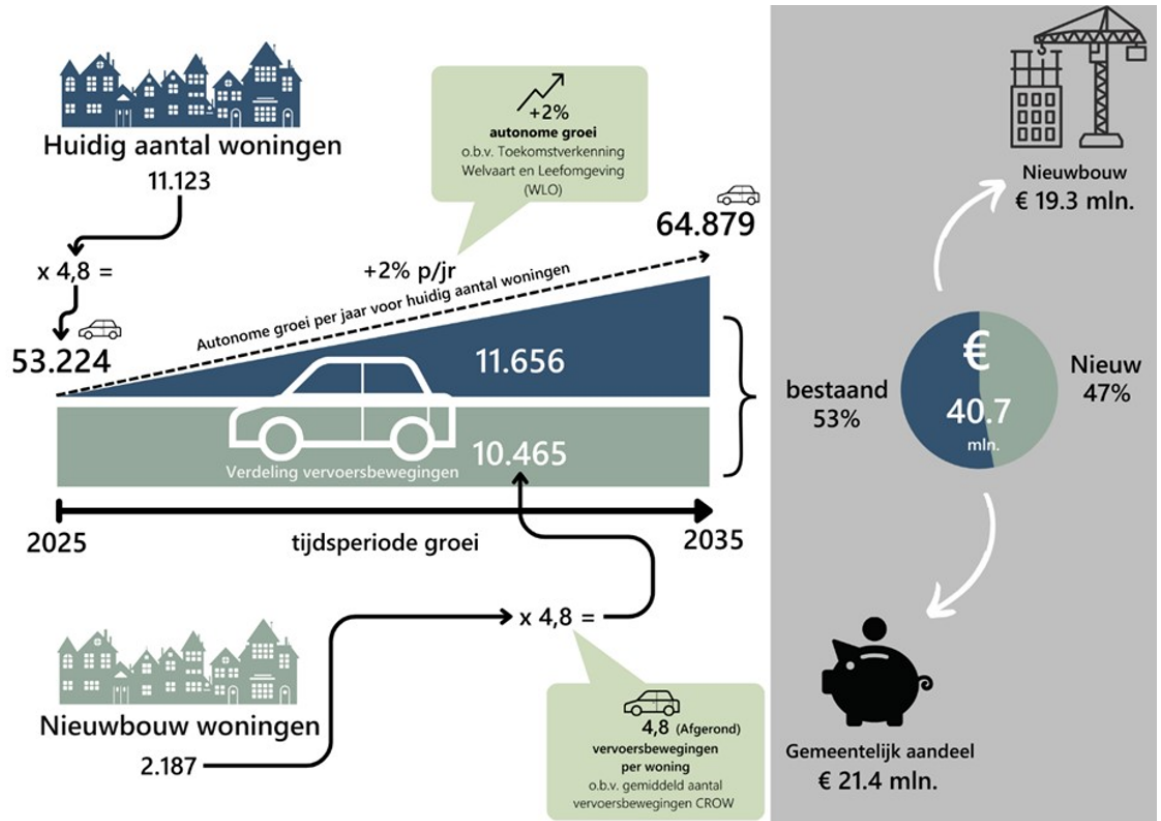 Huidig aantal woningen
11.123
x 4,8 =
53.224
+2%
autonome groei
o.b.v. Toekomstverkenning
Welvaart en Leefomgeving
(WLO)
64.879
+2% p/jr
Autonome groei per jaar voor huidig aantal woningen
11.656
10.465
Verdeling vervoersbewegingen
2025
tijdsperiode groei
2035
x 4,8 =
Nieuwbouw woningen
2.187
4,8 (Afgerond)
vervoersbewegingen
per woning
o.b.v. gemiddeld aantal
vervoersbewegingen CROW
Nieuwbouw
€ 19.3 mln.
bestaand
53%
€
40.7
mln.
Nieuw
47%
Gemeentelijk aandeel
€ 21.4 mln.